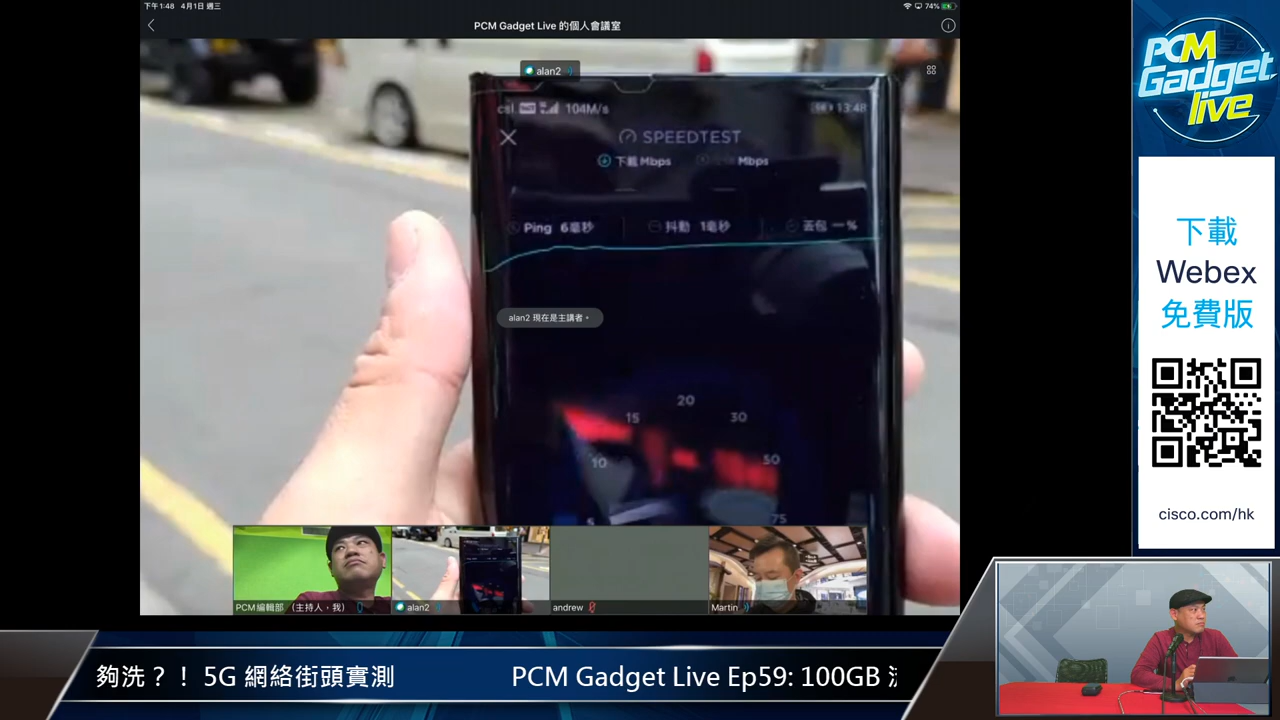 下午1:48 4月1日 週三
74%
PCM Gadget Live 的個人會議室
alan2
csl 104M/s
13:48
SPEEDTEST
下載 Mbps
Mbps
Ping 6毫秒
抖動 1毫秒
丟包 一 %
alan2 現在是主講者。
20
15
30
10
50
5
75
PCM編輯部 (主持人，我)
alan2
andrew
Martin
PCM
Gadget
live
下載
Webex
免費版
cisco.com/hk
夠洗？！ 5G 網絡街頭實測
PCM Gadget Live Ep59: 100GB